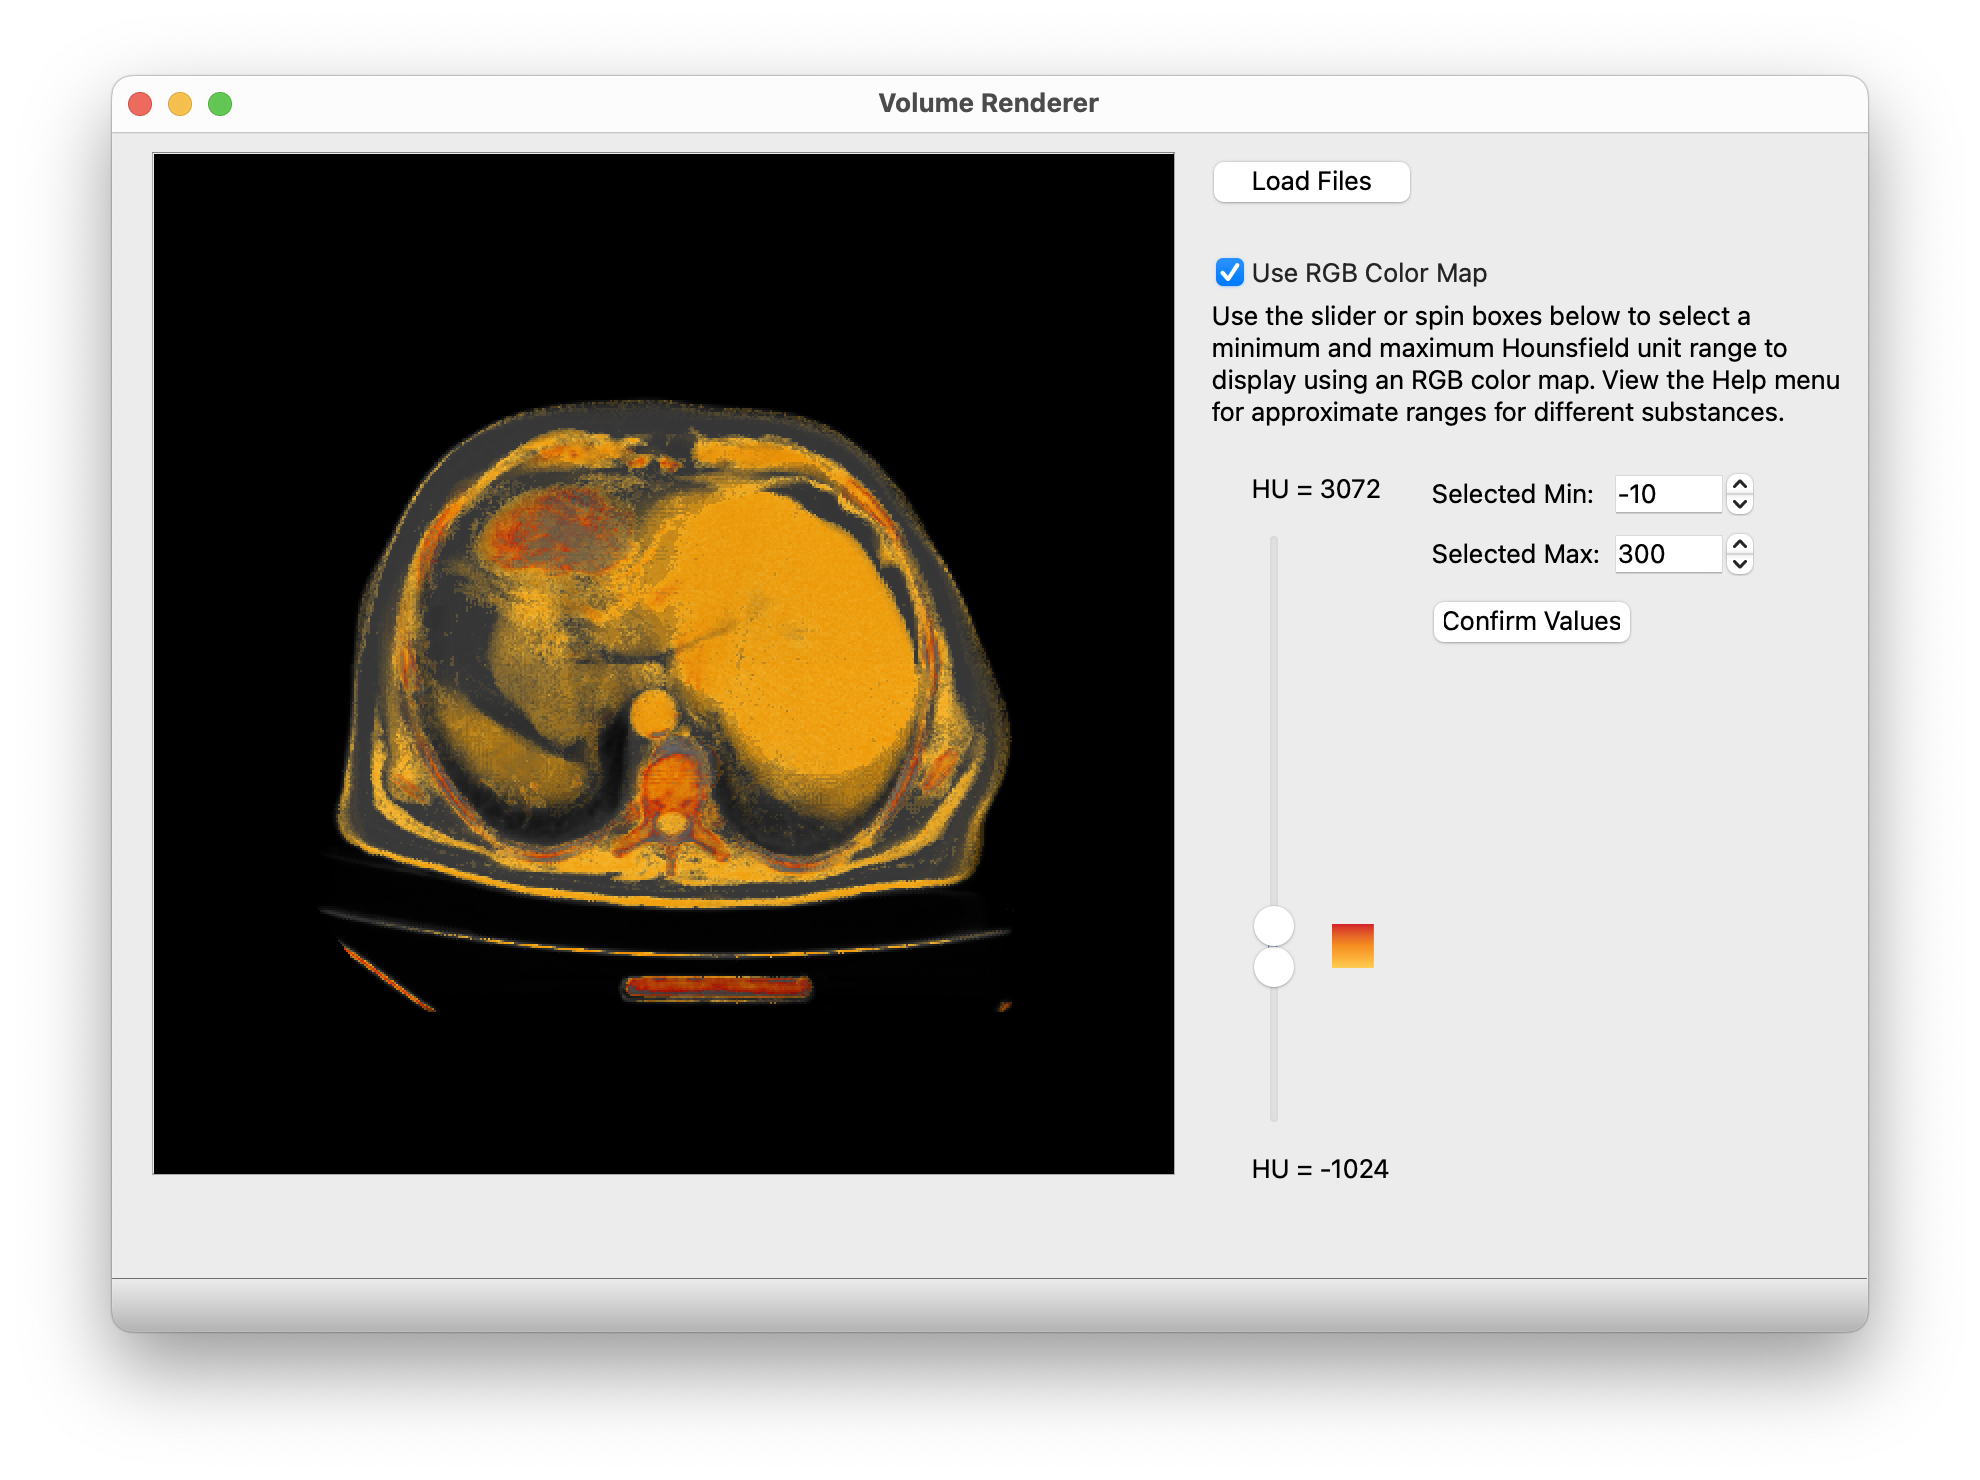 Volume Renderer
Load Files
Use RGB Color Map
Use the slider or spin boxes below to select a
minimum and maximum Hounsfield unit range to
display using an RGB color map. View the Help menu
for approximate ranges for different substances.
HU = 3072
Selected Min: -10
Selected Max: 300
Confirm Values
HU = -1024